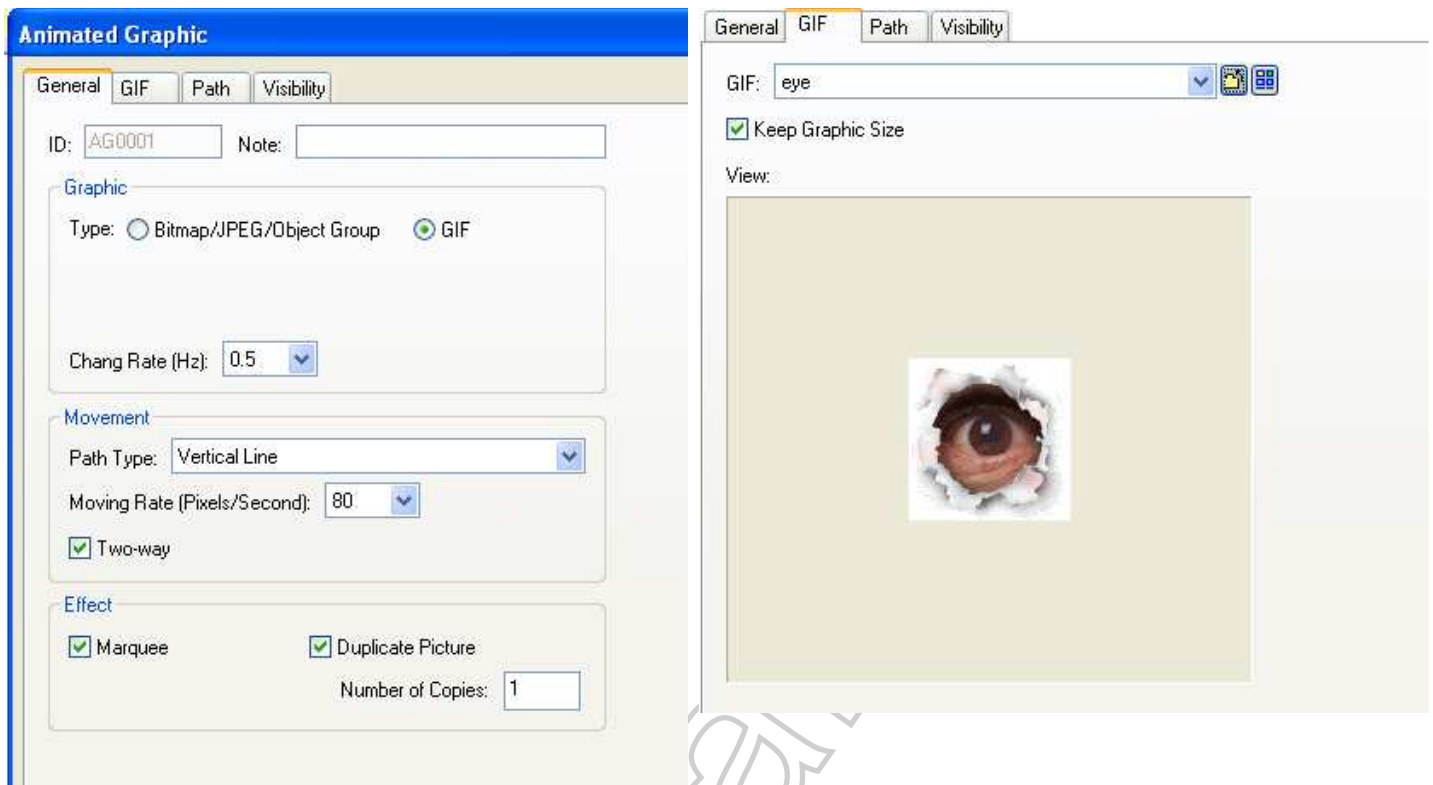 Animated Graphic
General GIF Path Visibility
ID: AG0001 Note:
Graphic
Type: Bitmap/JPEG/Object Group GIF
Chang Rate (Hz): 0.5
Movement
Path Type: Vertical Line
Moving Rate (Pixels/Second): 80
Two-way
Effect
Marquee Duplicate Picture
Number of Copies: 1
General GIF Path Visibility
GIF: eye
Keep Graphic Size
View: